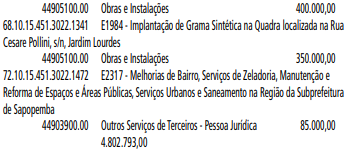 44905100.00 Obras e Instalações 400.000,00
68.10.15.451.3022.1341 E1984 - Implantação de Grama Sintética na Quadra localizada na Rua
Cesare Pollini, s/n, Jardim Lourdes
44905100.00 Obras e Instalações 350.000,00
72.10.15.451.3022.1472 E2317 - Melhorias de Bairro, Serviços de Zeladoria, Manutenção e
Reforma de Espaços e Áreas Públicas, Serviços Urbanos e Saneamento na Região da Subprefeitura
de Sapopemba
44903900.00 Outros Serviços de Terceiros - Pessoa Jurídica 85.000,00
4.802.793,00